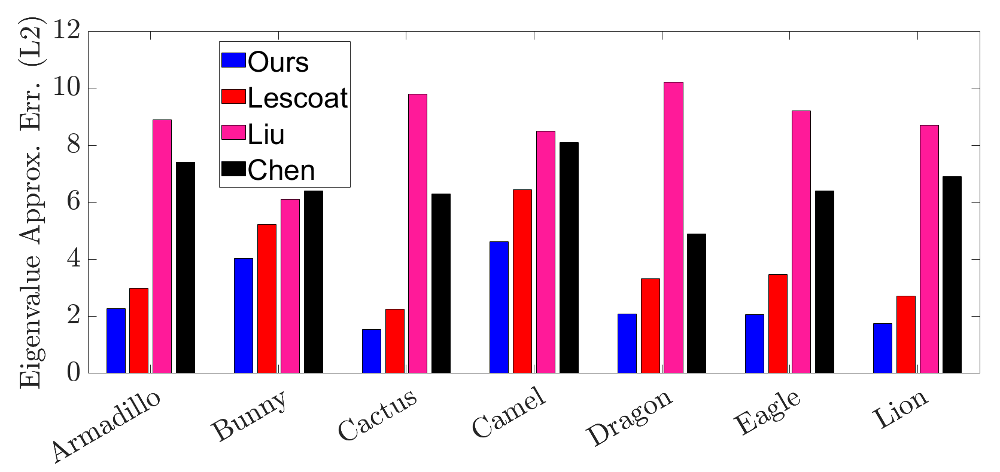 Eigenvalue Approx. Err. (L2)
12
10
8
6
4
2
0
Ours
Lescoat
Liu
Chen
Armadillo
Bunny
Cactus
Camel
Dragon
Eagle
Lion